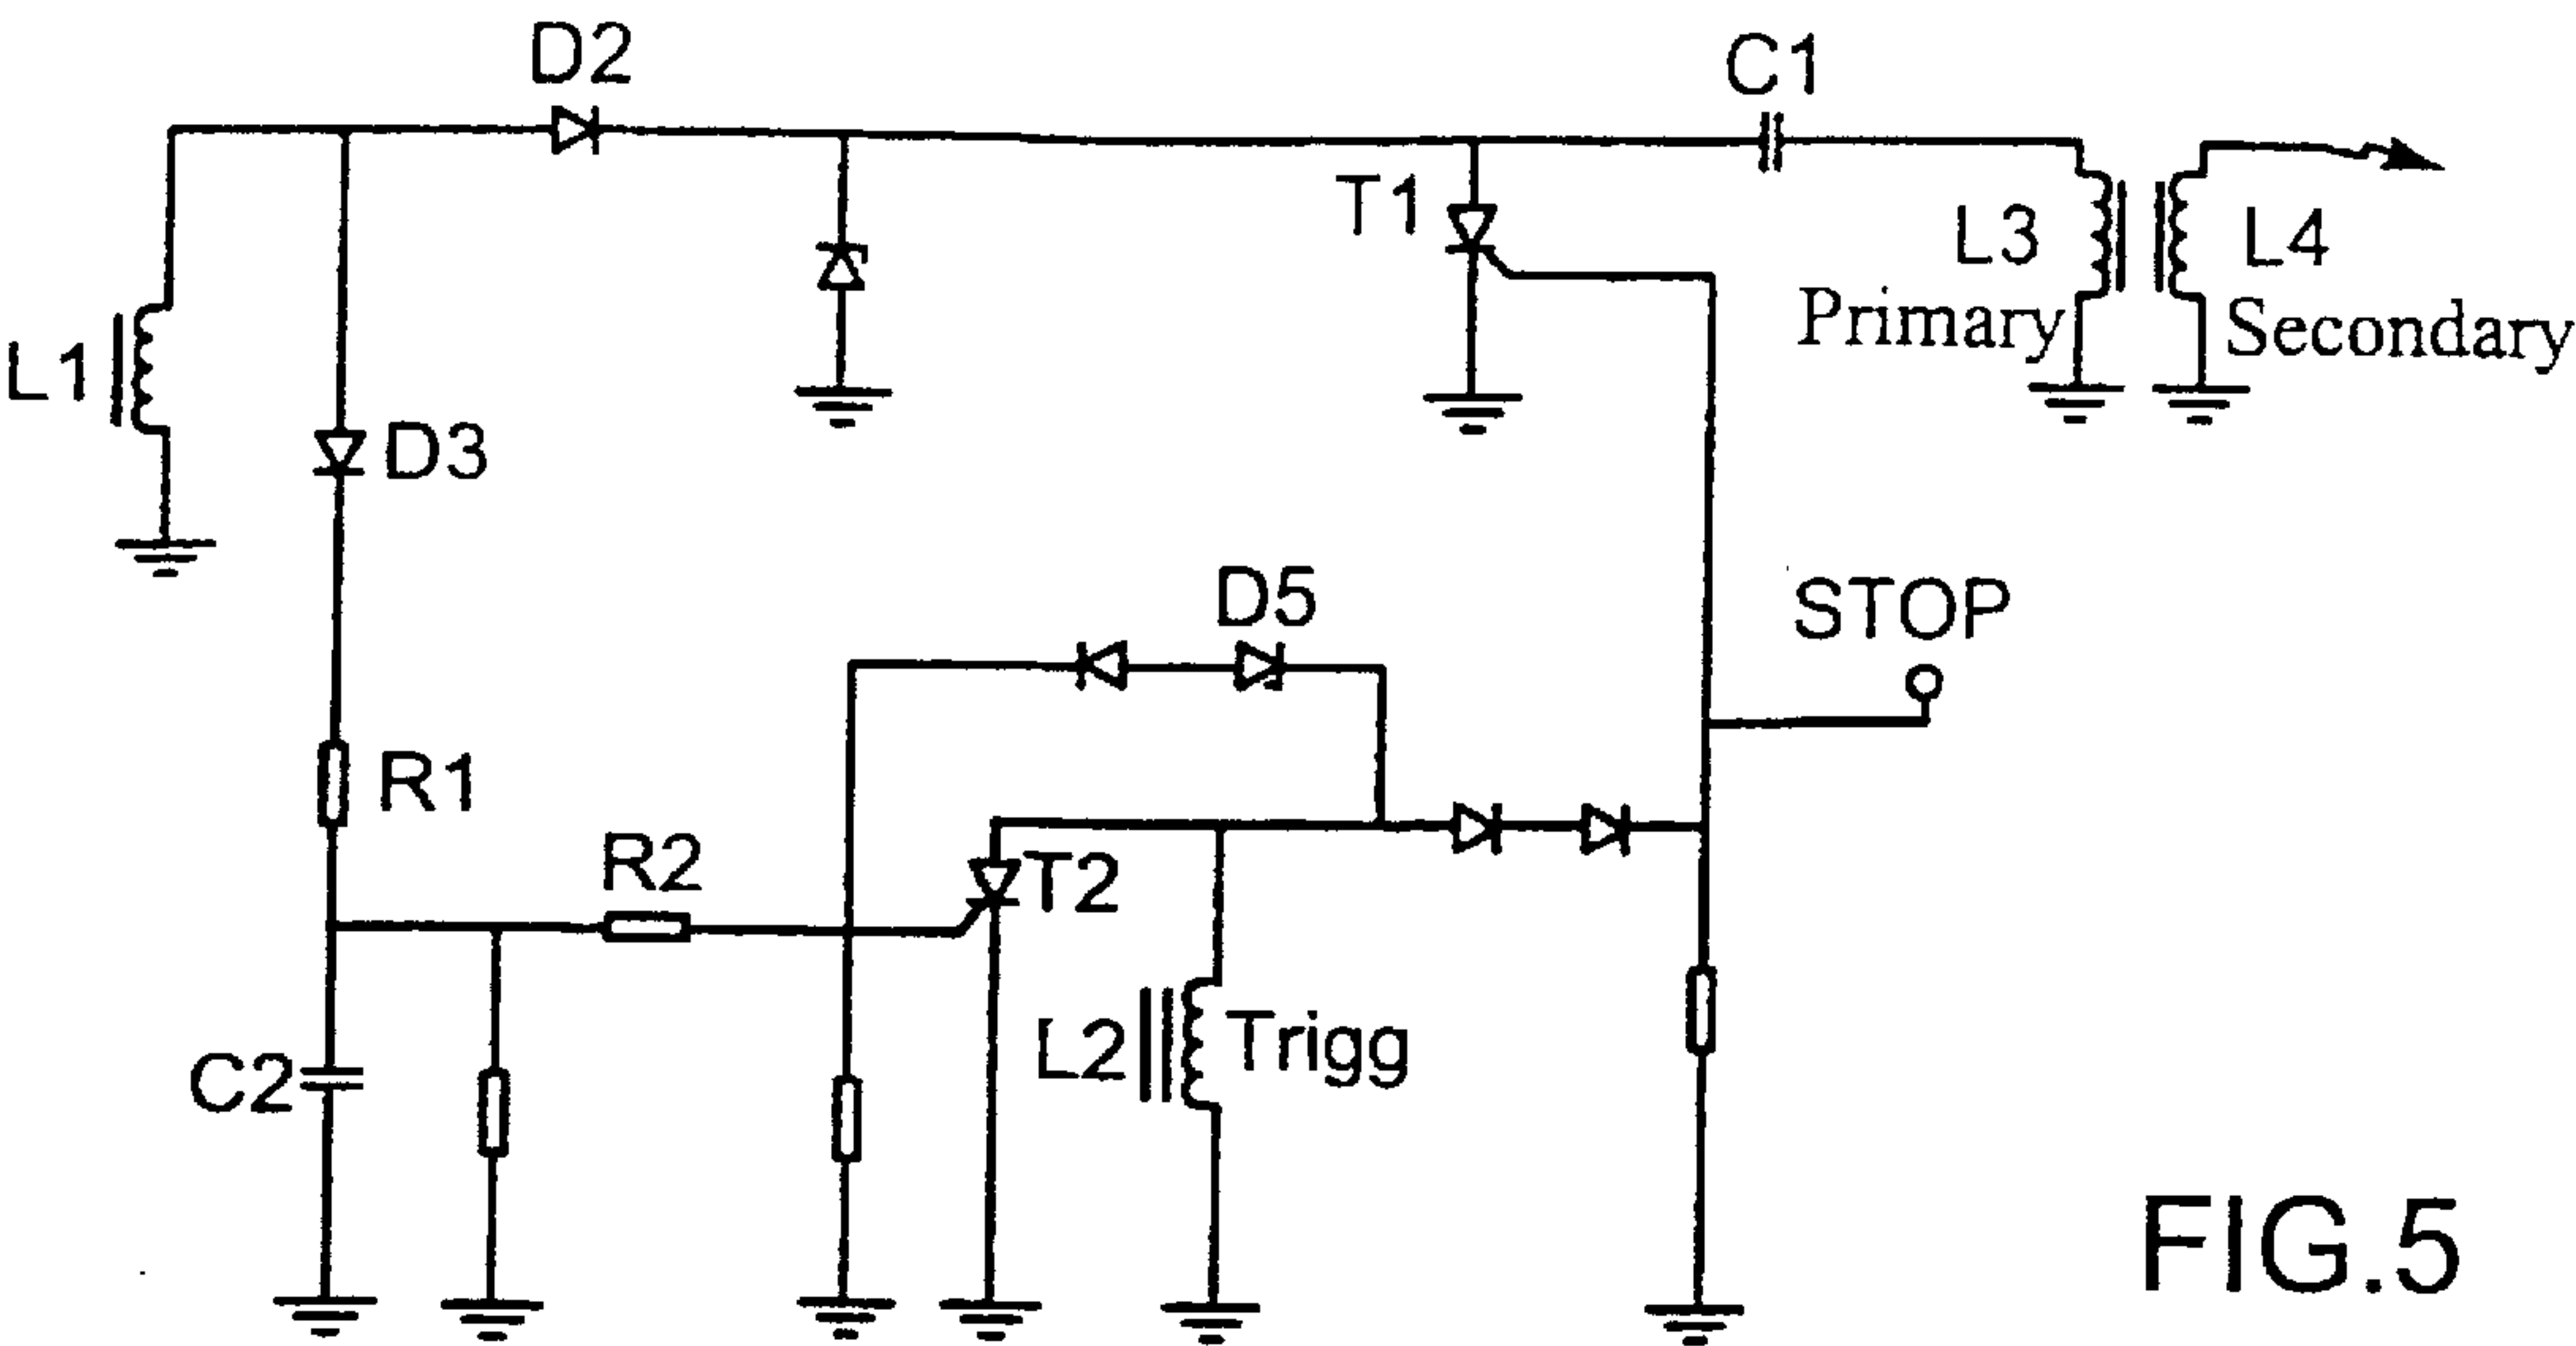 D2
C1
T1
L3
Primary
L4
Secondary
L1
D3
D5
STOP
R1
R2
T2
C2
L2
Trigg
FIG.5